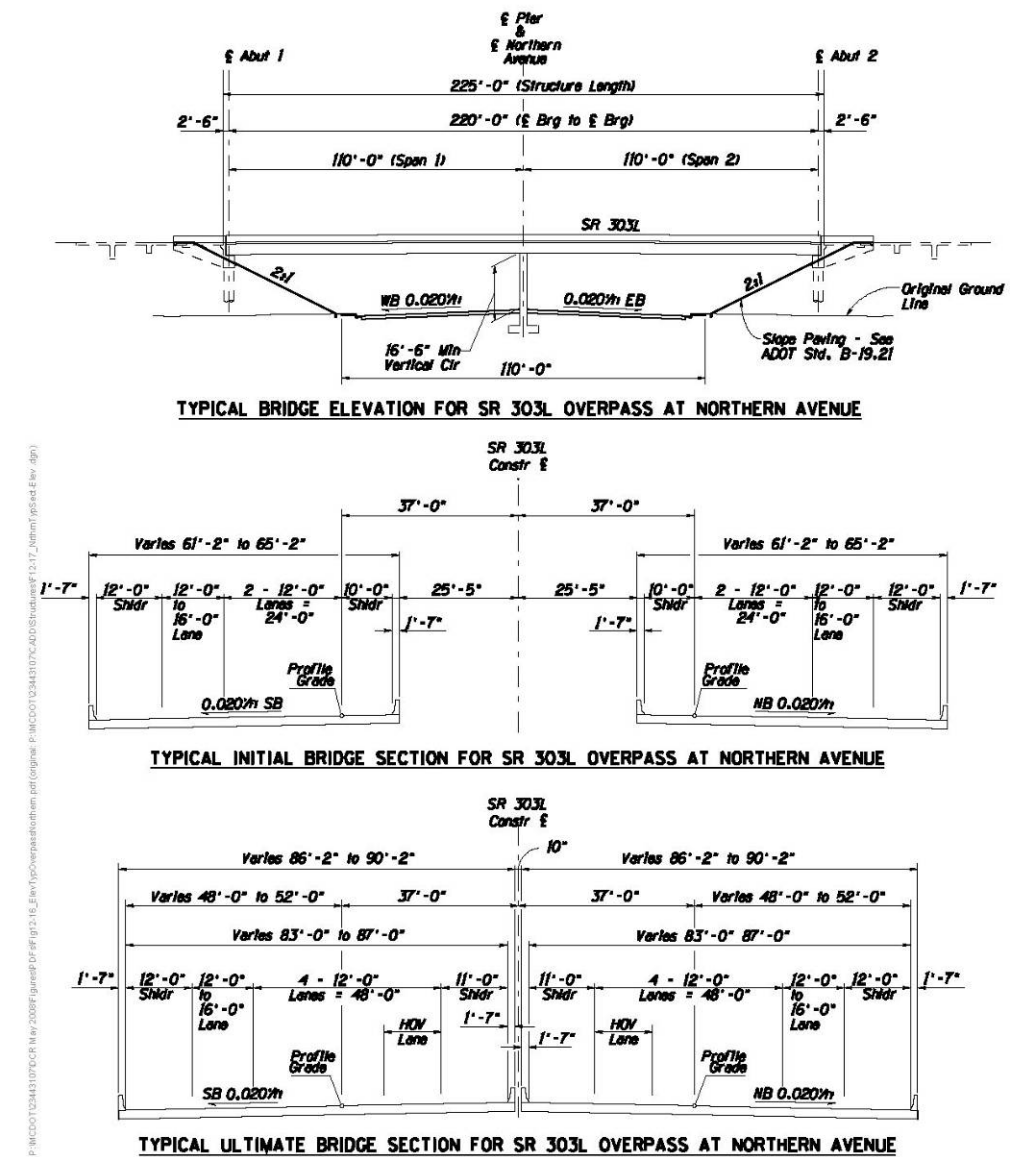 ℄ Pier
&
℄ Northern
Avenue
℄ Abut 1
℄ Abut 2
225'-0" (Structure Length)
2'-6"
220'-0" (℄ Brg to ℄ Brg)
2'-6"
110'-0" (Span 1)
110'-0" (Span 2)
SR 303L
2:1
2:1
WB 0.020'/ft
0.020'/ft EB
Original Ground
Line
16'-6" Min
Vertical Clr
Slope Paving - See
ADOT Std. B-19.21
110'-0"
TYPICAL BRIDGE ELEVATION FOR SR 303L OVERPASS AT NORTHERN AVENUE
SR 303L
Constr ℄
37'-0"
37'-0"
Varies 61'-2" to 65'-2"
Varies 61'-2" to 65'-2"
1'-7"
12'-0"
Shldr
12'-0"
to
16'-0"
Lane
2 - 12'-0"
Lanes =
24'-0"
10'-0"
Shldr
25'-5"
25'-5"
10'-0"
Shldr
2 - 12'-0"
Lanes =
24'-0"
12'-0"
to
16'-0"
Lane
12'-0"
Shldr
1'-7"
1'-7"
1'-7"
Profile
Grade
Profile
Grade
0.020'/ft SB
NB 0.020'/ft
TYPICAL INITIAL BRIDGE SECTION FOR SR 303L OVERPASS AT NORTHERN AVENUE
SR 303L
Constr ℄
10"
Varies 86'-2" to 90'-2"
Varies 86'-2" to 90'-2"
Varies 48'-0" to 52'-0"
37'-0"
37'-0"
Varies 48'-0" to 52'-0"
Varies 83'-0" to 87'-0"
Varies 83'-0" 87'-0"
1'-7"
12'-0"
Shldr
12'-0"
to
16'-0"
Lane
4 - 12'-0"
Lanes = 48'-0"
11'-0"
Shldr
11'-0"
Shldr
4 - 12'-0"
Lanes = 48'-0"
12'-0"
to
16'-0"
Lane
12'-0"
Shldr
1'-7"
1'-7"
1'-7"
HOV
Lane
HOV
Lane
Profile
Grade
Profile
Grade
SB 0.020'/ft
NB 0.020'/ft
TYPICAL ULTIMATE BRIDGE SECTION FOR SR 303L OVERPASS AT NORTHERN AVENUE